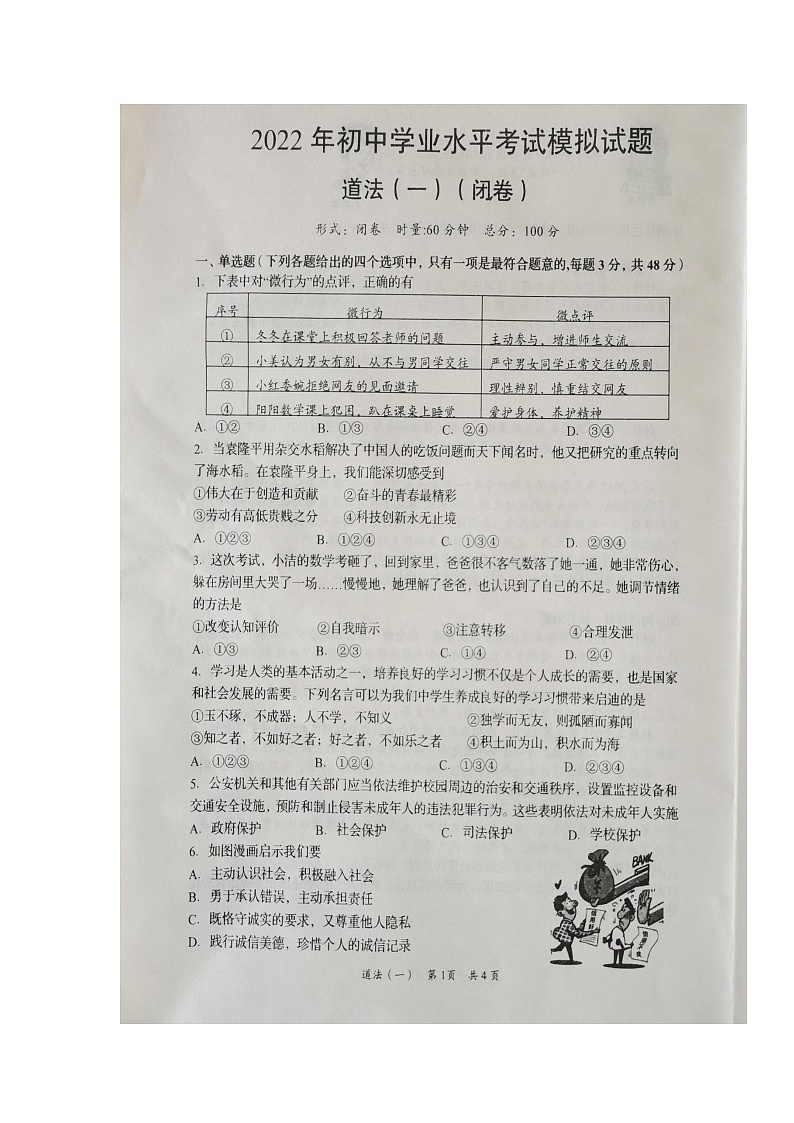 2022年初中学业水平考试模拟试题
道法（一）（闭卷）
形式：闭卷 时量:60分钟 总分：100分
一、单选题（下列各题给出的四个选项中，只有一项是最符合题意的,每题3分，共48分）
1. 下表中对“微行为”的点评，正确的有
序号 微行为 微点评
① 冬冬在课堂上积极回答老师的问题 主动参与，增进师生交流
② 小美认为男女有别，从不与男同学交往 严守男女同学正常交往的原则
③ 小红委婉拒绝网友的见面邀请 理性辨别，慎重结交网友
④ 阳阳数学课上犯困，趴在课桌上睡觉 爱护身体，养护精神
A. ①② B. ①③ C. ②④ D. ③④
2. 当袁隆平用杂交水稻解决了中国人的吃饭问题而天下闻名时，他又把研究的重点转向
了海水稻。在袁隆平身上，我们能深切感受到
①伟大在于创造和贡献 ②奋斗的青春最精彩
③劳动有高低贵贱之分 ④科技创新永无止境
A. ①②③ B. ①②④ C. ①③④ D. ②③④
3. 这次考试，小洁的数学考砸了，回到家里，爸爸很不客气数落了她一通，她非常伤心，
躲在房间里大哭了一场……慢慢地，她理解了爸爸，也认识到了自己的不足。她调节情绪
的方法是
①改变认知评价 ②自我暗示 ③注意转移 ④合理发泄
A. ①③ B. ②③ C. ①④ D. ②④
4. 学习是人类的基本活动之一，培养良好的学习习惯不仅是个人成长的需要，也是国家
和社会发展的需要。下列名言可以为我们中学生养成良好的学习习惯带来启迪的是
①玉不琢，不成器；人不学，不知义 ②独学而无友，则孤陋而寡闻
③知之者，不如好之者；好之者，不如乐之者 ④积土而为山，积水而为海
A. ①②③ B. ①②④ C. ①③④ D. ②③④
5. 公安机关和其他有关部门应当依法维护校园周边的治安和交通秩序，设置监控设备和
交通安全设施，预防和制止侵害未成年人的违法犯罪行为。这些表明依法对未成年人实施
A. 政府保护 B. 社会保护 C. 司法保护 D. 学校保护
6. 如图漫画启示我们要
A. 主动认识社会，积极融入社会
B. 勇于承认错误，主动承担责任
C. 既恪守诚实的要求，又尊重他人隐私
D. 践行诚信美德，珍惜个人的诚信记录
BANK
¥
信用好
信用不良
道法（一） 第1页 共4页